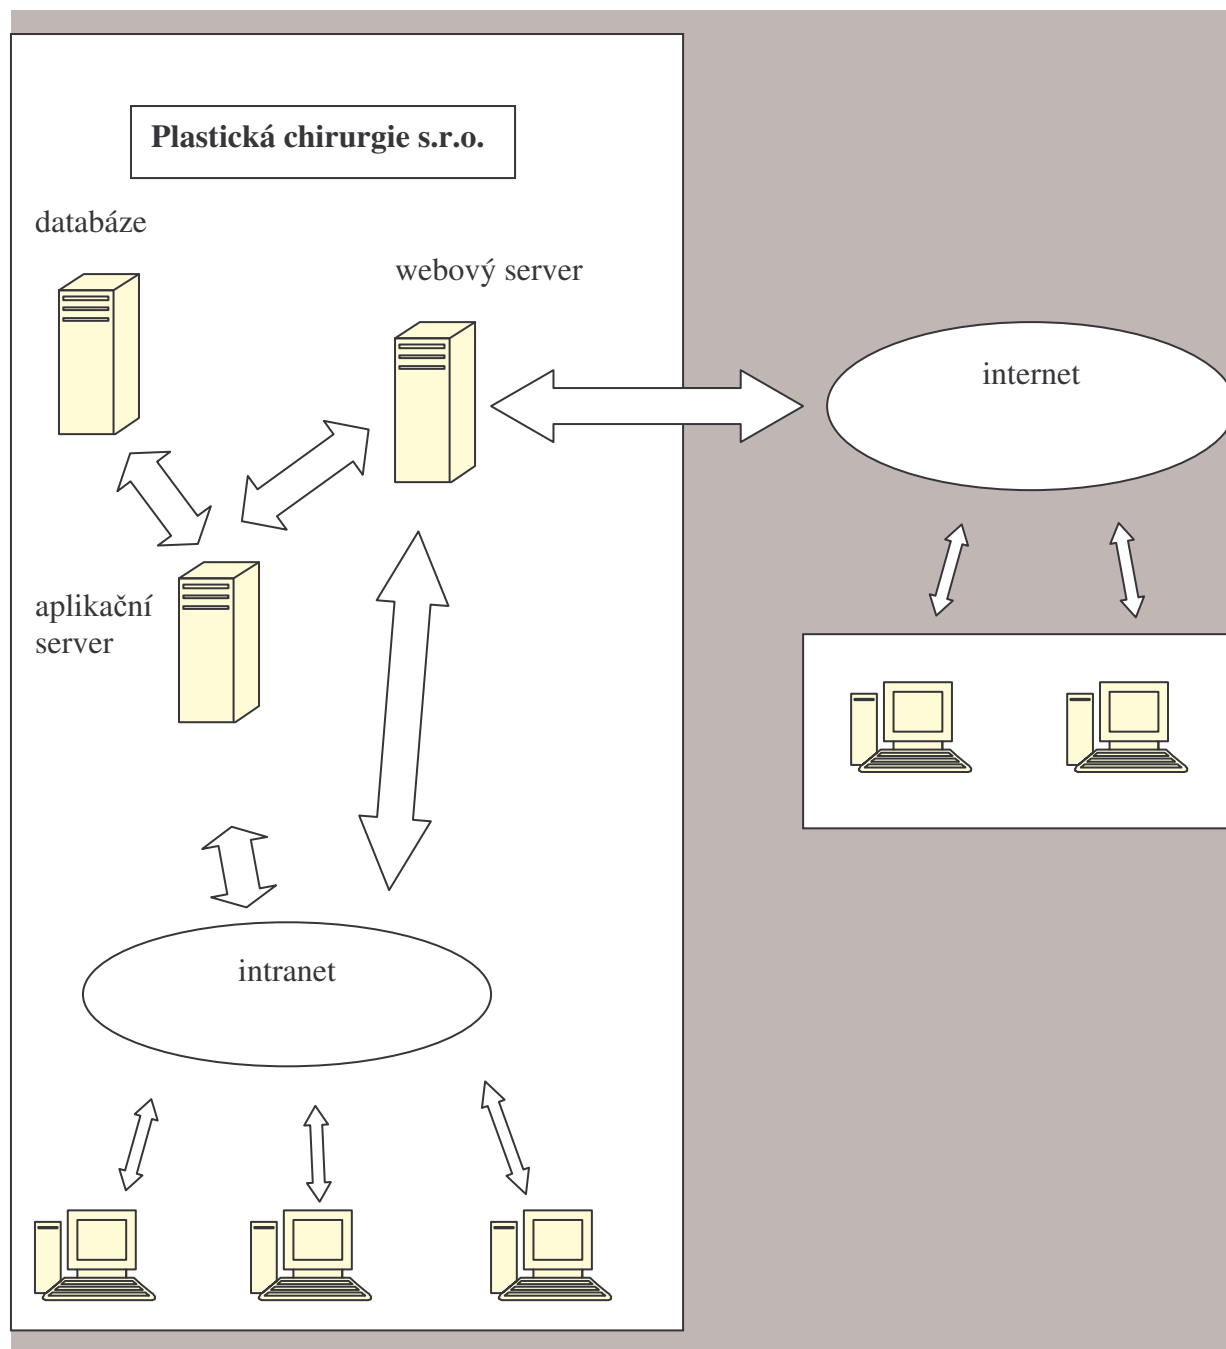 Plastická chirurgie s.r.o.
databáze
webový server
internet
aplikační
server
intranet